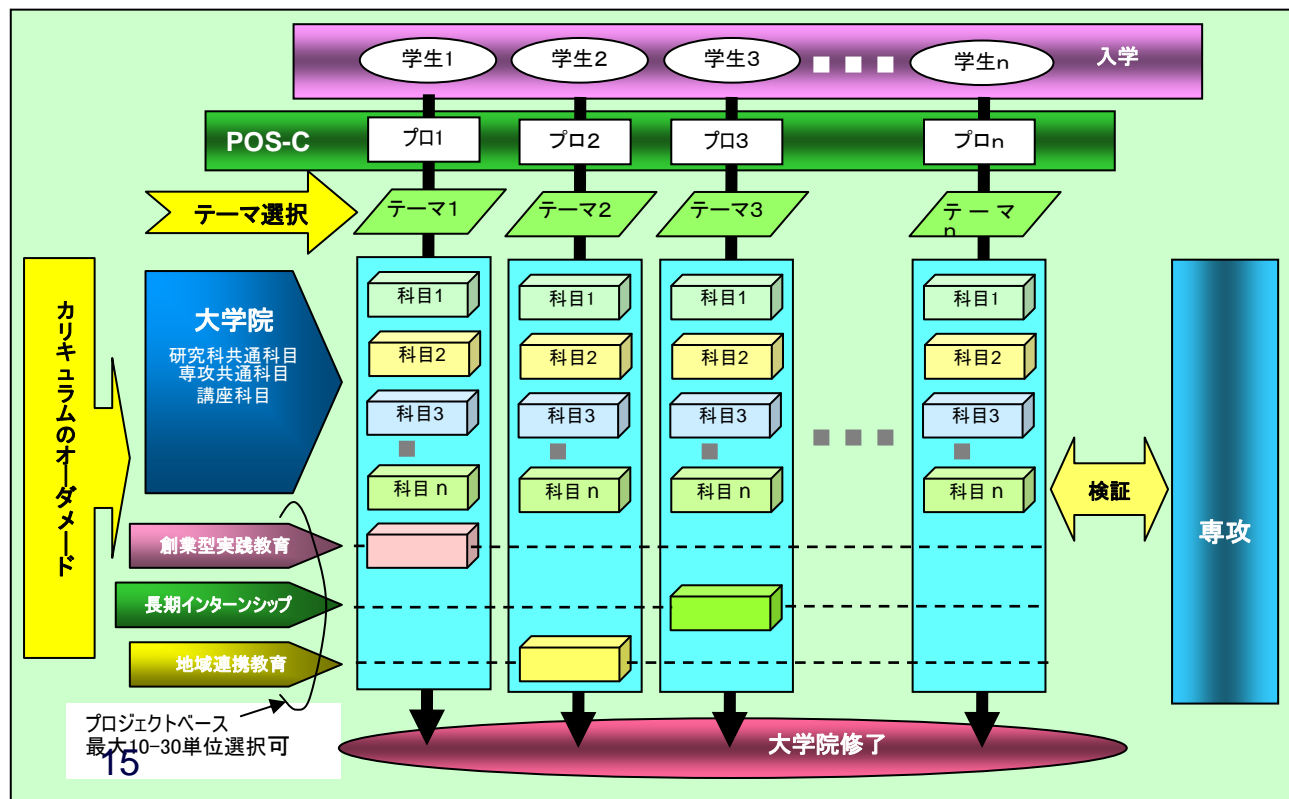 学生1
学生2
学生3
学生n
入学
POS-C
プロ1
プロ2
プロ3
プロn
テーマ選択
テーマ1
テーマ2
テーマ3
テーマ
n
カリキュラムのオーダメード
大学院
研究科共通科目
専攻共通科目
講座科目
科目1
科目2
科目3
科目n
科目1
科目2
科目3
科目n
科目1
科目2
科目3
科目n
科目1
科目2
科目3
科目n
検証
専攻
創業型実践教育
長期インターンシップ
地域連携教育
プロジェクトベース
最大10-30単位選択可
15
大学院修了